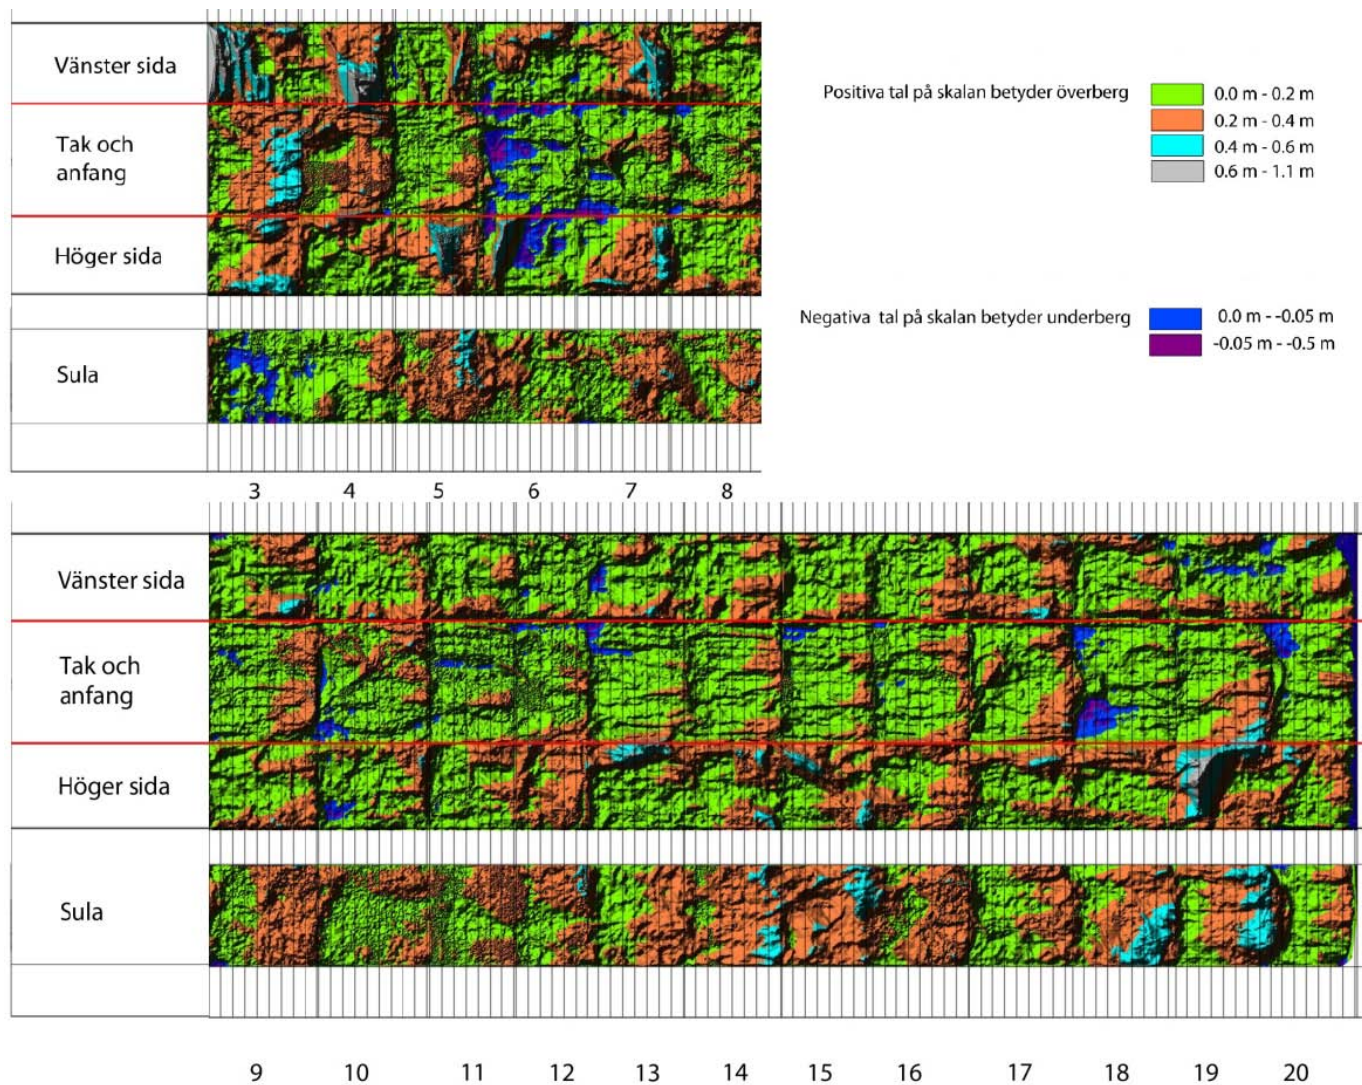 Vänster sida
Tak och
anfang
Höger sida
Sula
Positiva tal på skalan betyder överberg
0.0 m - 0.2 m
0.2 m - 0.4 m
0.4 m - 0.6 m
0.6 m - 1.1 m
Negativa tal på skalan betyder underberg
0.0 m - -0.05 m
-0.05 m - -0.5 m
3 4 5 6 7 8
Vänster sida
Tak och
anfang
Höger sida
Sula
9 10 11 12 13 14 15 16 17 18 19 20